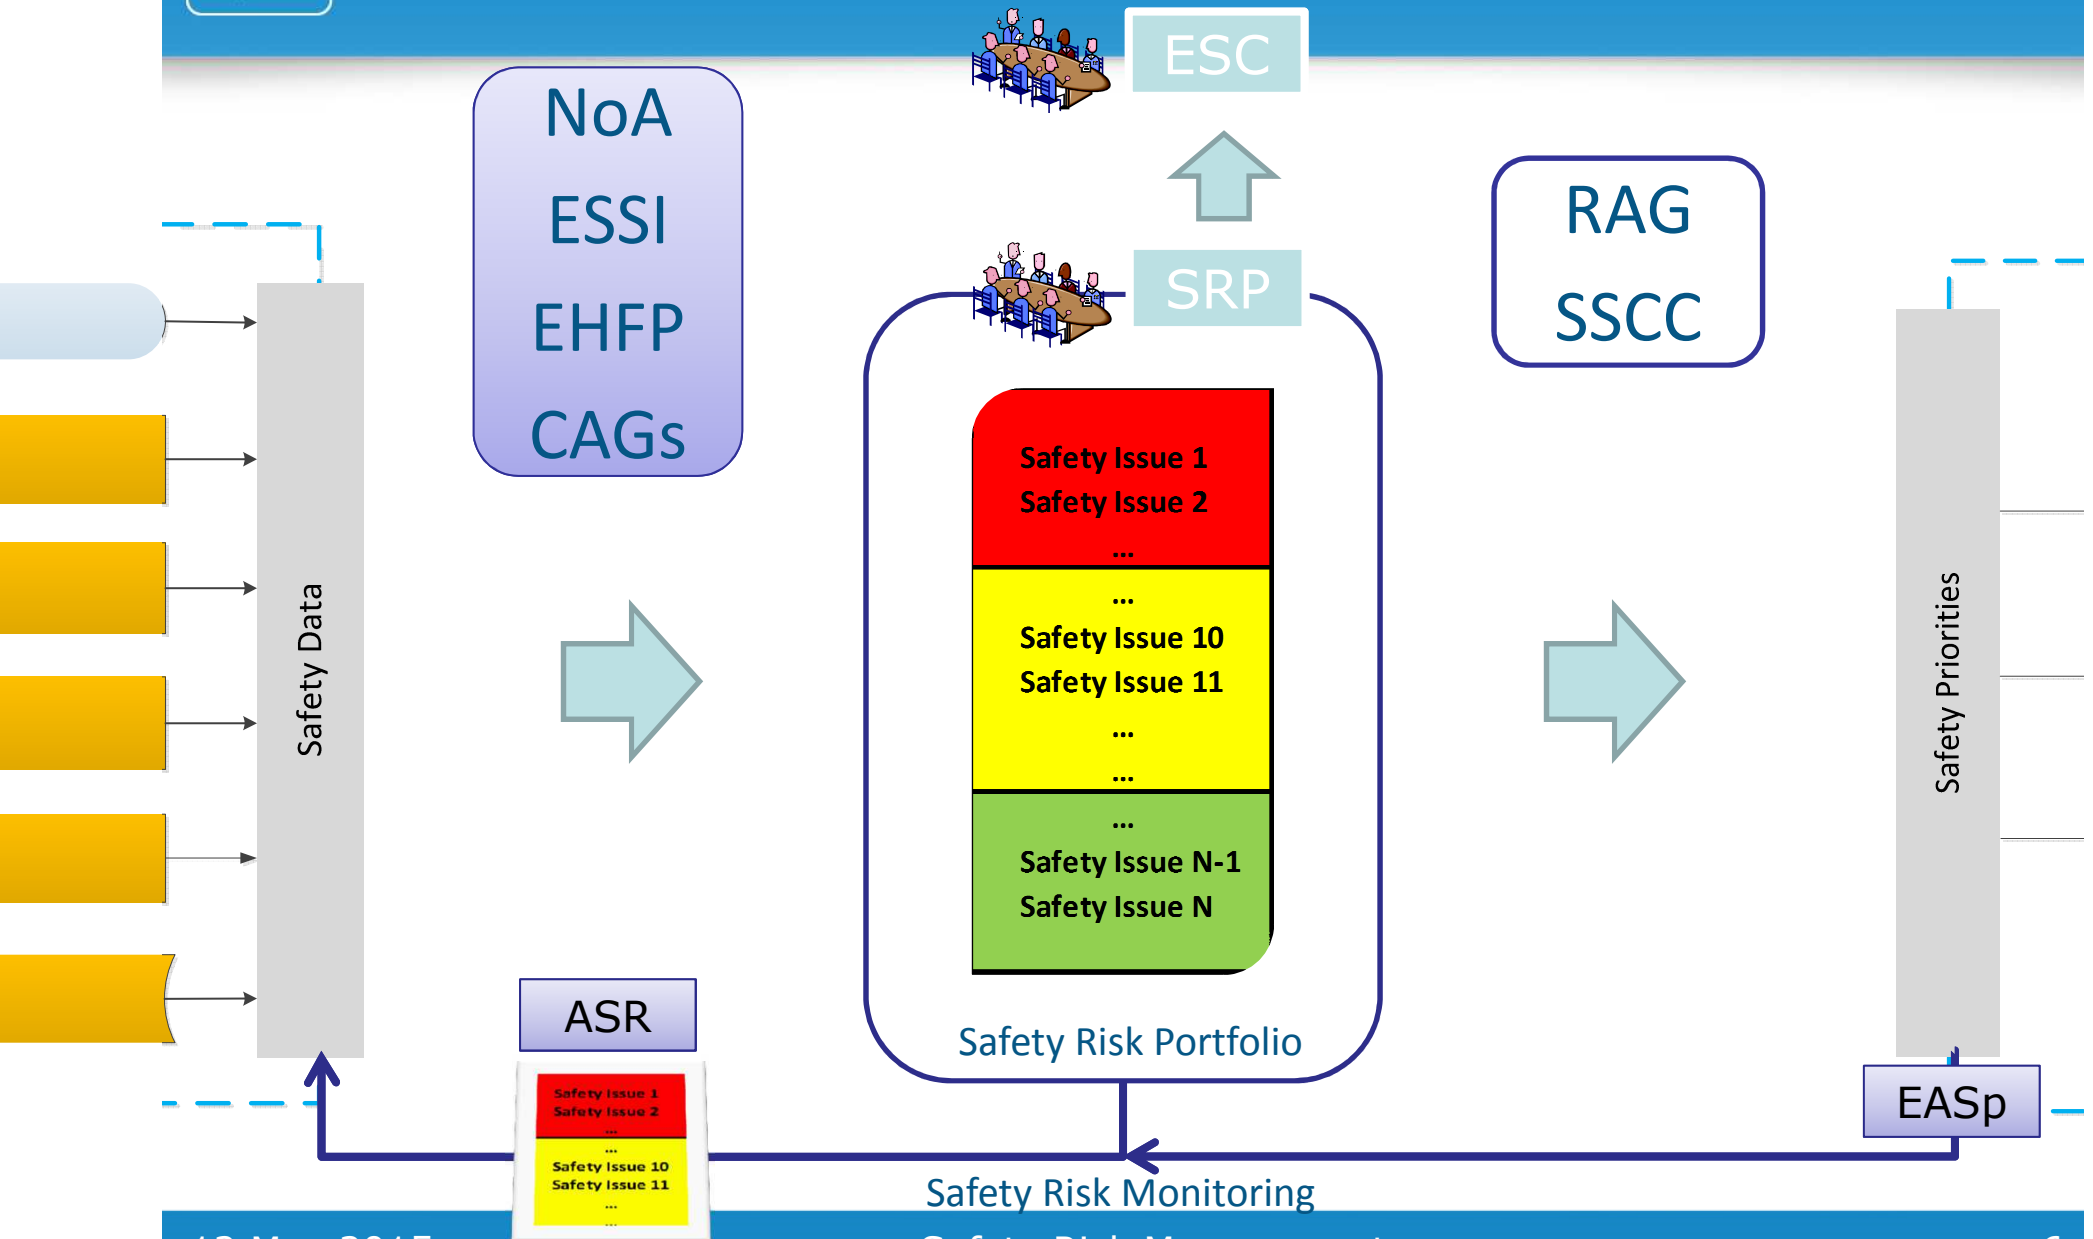 ESC
NoA
ESSI
EHFP
CAGs
RAG
SSCC
SRP
Safety Issue 1
Safety Issue 2
...
...
Safety Issue 10
Safety Issue 11
...
...
...
Safety Issue N-1
Safety Issue N
Safety Data
Safety Priorities
Safety Risk Portfolio
ASR
Safety Issue 1
Safety Issue 2
...
...
Safety Issue 10
Safety Issue 11
...
...
EASp
Safety Risk Monitoring